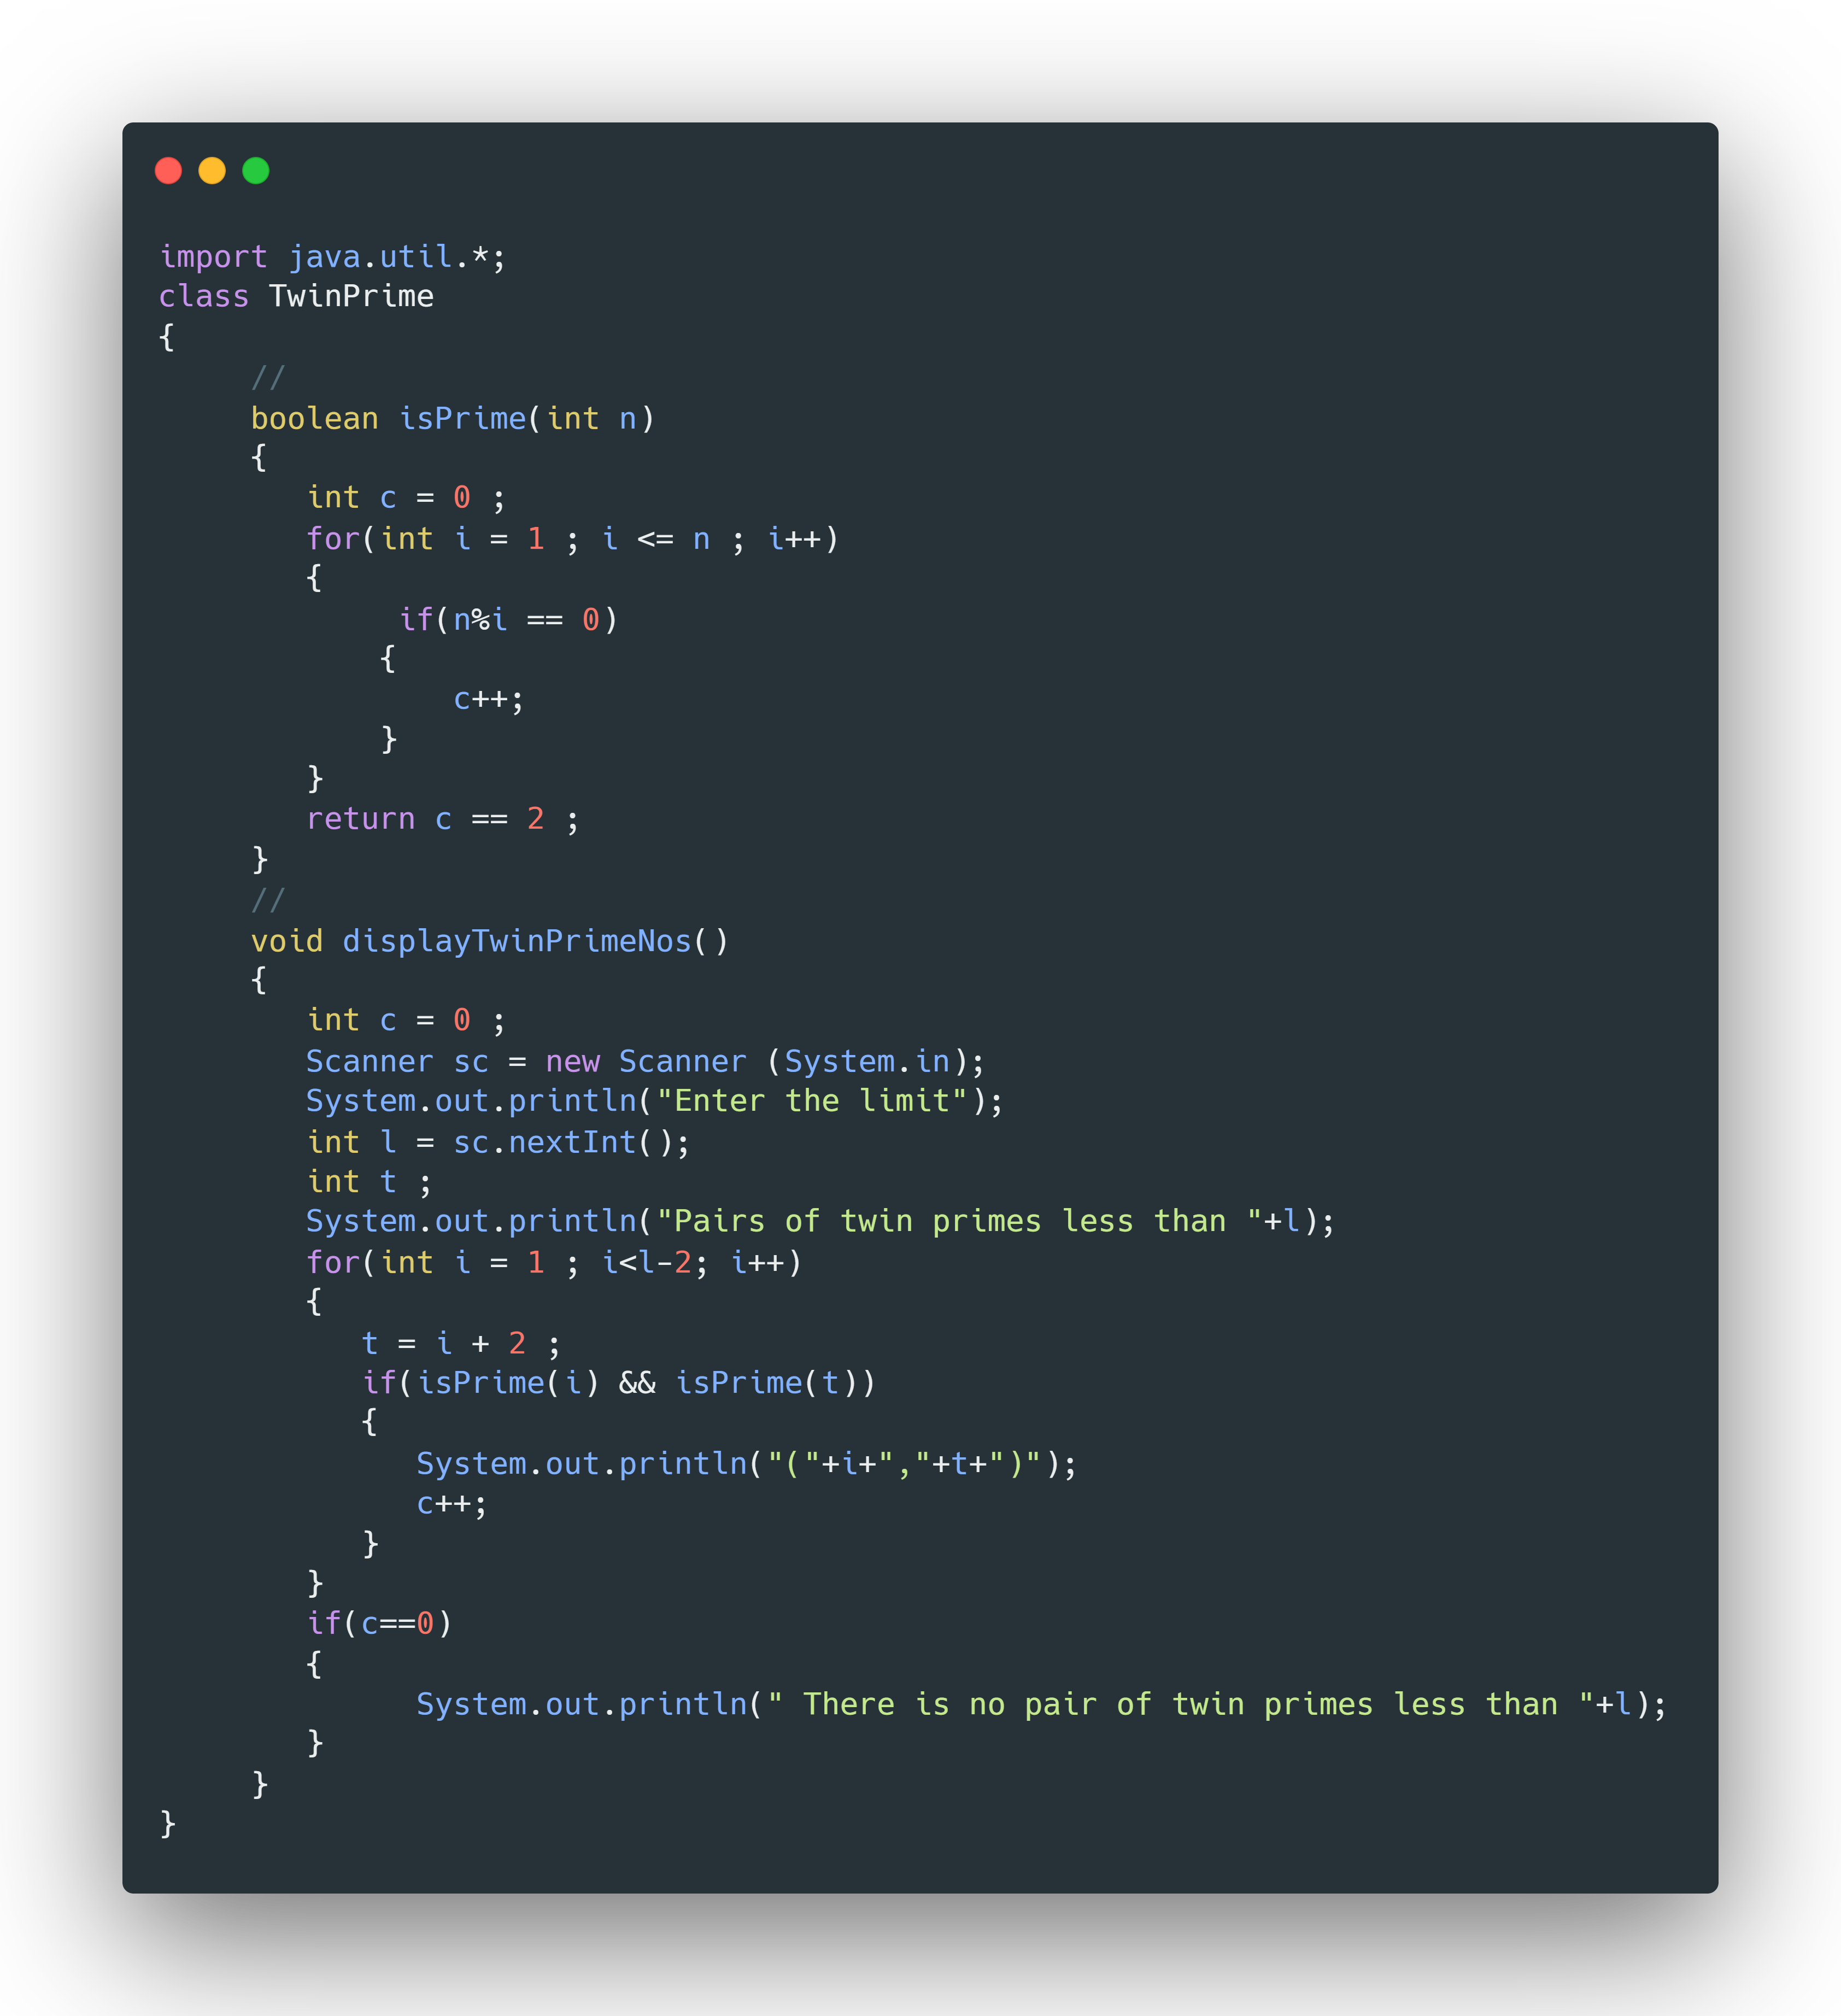 import java.util.*;
class TwinPrime
{
     //
     boolean isPrime(int n)
     {
        int c = 0 ;
        for(int i = 1 ; i <= n ; i++)
        {
             if(n%i == 0)
            {
                c++;
            }
        }
        return c == 2 ;
     }
     //
     void displayTwinPrimeNos()
     {
        int c = 0 ;
        Scanner sc = new Scanner (System.in);
        System.out.println("Enter the limit");
        int l = sc.nextInt();
        int t ;
        System.out.println("Pairs of twin primes less than "+l);
        for(int i = 1 ; i<l-2; i++)
        {
           t = i + 2 ;
           if(isPrime(i) && isPrime(t))
           {
              System.out.println("("+i+","+t+")");
              c++;
           }
        }
        if(c==0)
        {
              System.out.println(" There is no pair of twin primes less than "+l);
        }
     }
}